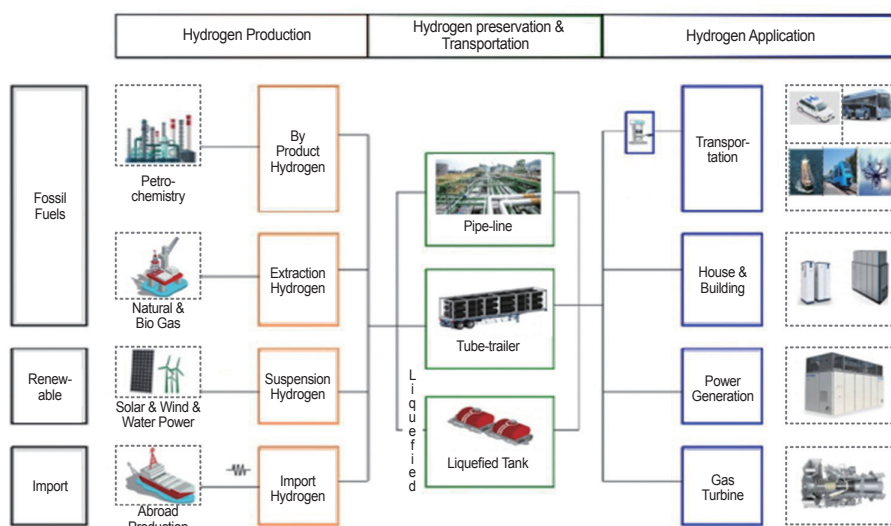 Hydrogen Production
Hydrogen preservation &
Transportation
Hydrogen Application
Fossil
Fuels
Petro-
chemistry
By
Product
Hydrogen
Natural &
Bio Gas
Extraction
Hydrogen
Renew-
able
Solar & Wind &
Water Power
Suspension
Hydrogen
Import
Abroad
Production
Import
Hydrogen
Pipe-line
Tube-trailer
Liquefied
Liquefied Tank
Transpor-
tation
House &
Building
Power
Generation
Gas
Turbine